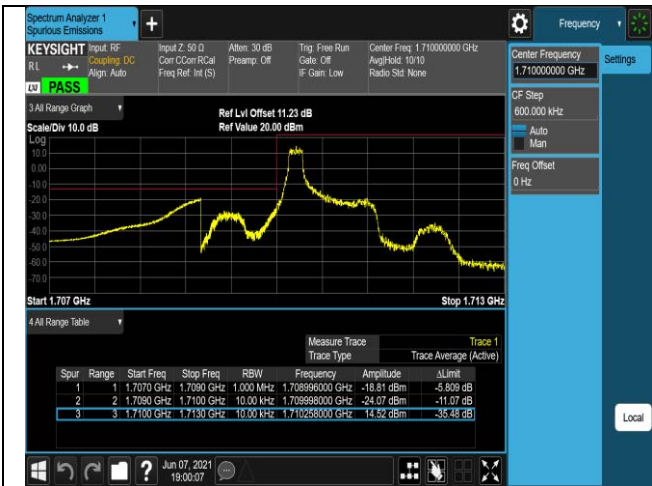 Spectrum Analyzer 1
Spurious Emissions
+
Frequency
KEYSIGHT
RL
Input: RF
Coupling: DC
Align: Auto
Input Z: 50 Ω
Corr CCorr RCal
Freq Ref: Int (S)
Atten: 30 dB
Preamp: Off
Trig: Free Run
Gate: Off
IF Gain: Low
Center Freq: 1.710000000 GHz
Avg|Hold: 10/10
Radio Std: None
LXI PASS
Center Frequency
1.710000000 GHz
Settings
CF Step
600.000 kHz
Auto
Man
Freq Offset
0 Hz
3 All Range Graph
Scale/Div 10.0 dB
Ref Lvl Offset 11.23 dB
Ref Value 20.00 dBm
Log
10.0
0.00
-10.0
-20.0
-30.0
-40.0
-50.0
-60.0
-70.0
Start 1.707 GHz
Stop 1.713 GHz
4 All Range Table
Measure Trace Trace 1
Trace Type Trace Average (Active)
Spur Range Start Freq Stop Freq RBW Frequency Amplitude ΔLimit
1 1 1.7070 GHz 1.7090 GHz 1.000 MHz 1.708996000 GHz -18.81 dBm -5.809 dB
2 2 1.7090 GHz 1.7100 GHz 10.00 kHz 1.709998000 GHz -24.07 dBm -11.07 dB
3 3 1.7100 GHz 1.7130 GHz 10.00 kHz 1.710258000 GHz 14.52 dBm -35.48 dB
Local
?
Jun 07, 2021
19:00:07